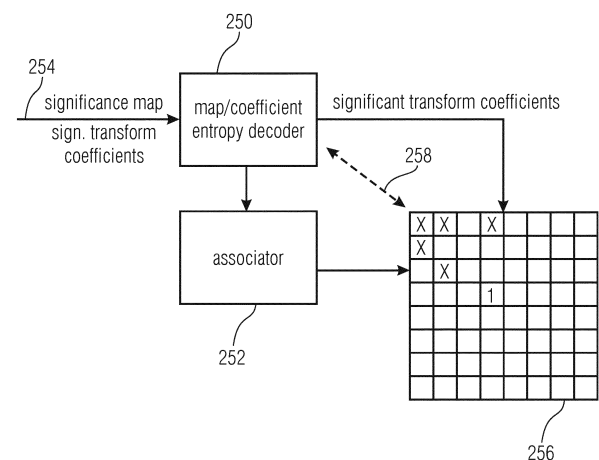 250
254
significance map
sign. transform
coefficients
map/coefficient
entropy decoder
significant transform coefficients
258
associator
X X X
X
X
1
252
256